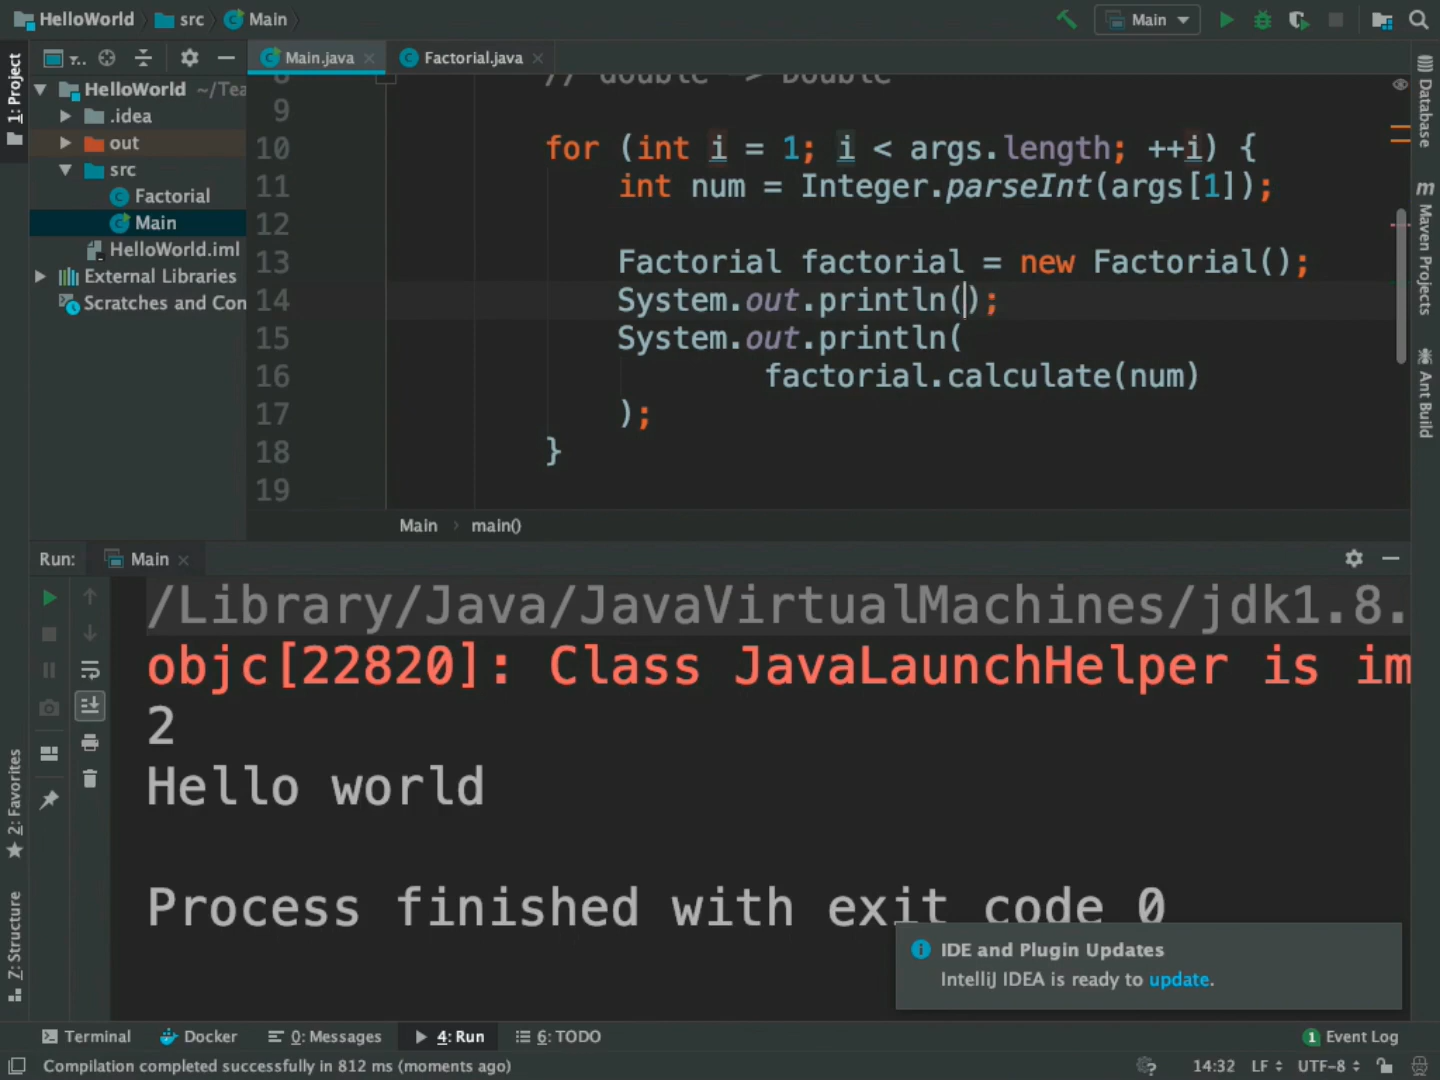 HelloWorld src Main
Main
1: Project
HelloWorld ~/Tea
.idea
out
src
Factorial
Main
HelloWorld.iml
External Libraries
Scratches and Con
Main.java
Factorial.java
9
10 for (int i = 1; i < args.length; ++i) {
11 int num = Integer.parseInt(args[1]);
12
13 Factorial factorial = new Factorial();
14 System.out.println();
15 System.out.println(
16 factorial.calculate(num)
17 );
18 }
19
Main main()
Database
Maven Projects
Ant Build
Run: Main
/Library/Java/JavaVirtualMachines/jdk1.8.
objc[22820]: Class JavaLaunchHelper is im
2
Hello world
Process finished with exit code 0
IDE and Plugin Updates
IntelliJ IDEA is ready to update.
2: Favorites
7: Structure
Terminal Docker 0: Messages 4: Run 6: TODO 1 Event Log
Compilation completed successfully in 812 ms (moments ago) 14:32 LF UTF-8